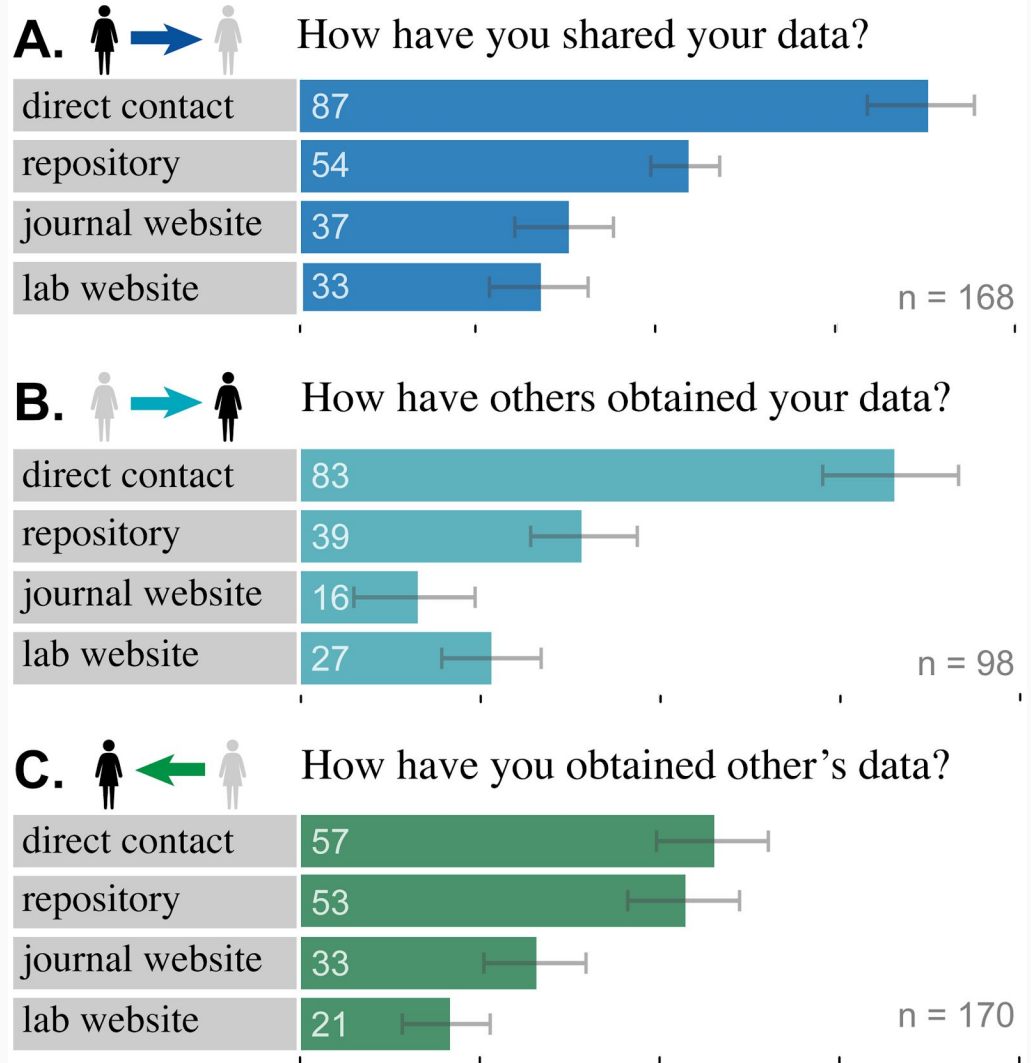 A. How have you shared your data?
direct contact 87
repository 54
journal website 37
lab website 33
n = 168
B. How have others obtained your data?
direct contact 83
repository 39
journal website 16
lab website 27
n = 98
C. How have you obtained other’s data?
direct contact 57
repository 53
journal website 33
lab website 21
n = 170